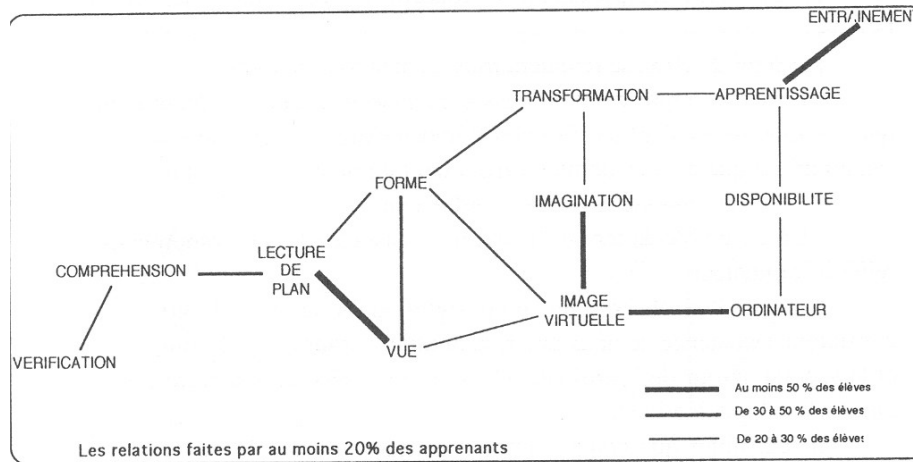 ENTRAINEMENT
TRANSFORMATION
APPRENTISSAGE
FORME
IMAGINATION
DISPONIBILITE
LECTURE
DE
PLAN
COMPREHENSION
IMAGE
VIRTUELLE
ORDINATEUR
VUE
VERIFICATION
Au moins 50 % des élèves
De 30 à 50 % des élèves
De 20 à 30 % des élèves
Les relations faites par au moins 20% des apprenants